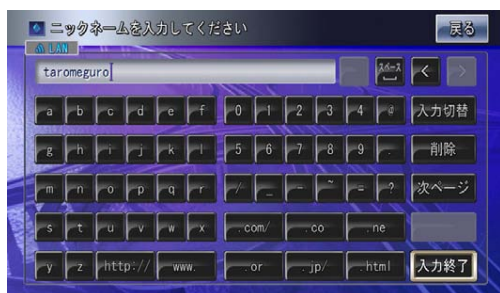 ニックネームを入力してください 戻る
LAN
taromeguro スペース < >
a b c d e f 0 1 2 3 4 @ 入力切替
g h i j k l 5 6 7 8 9 . 削除
m n o p q r / _ - ~ = ? 次ページ
s t u v w x .com/ .co .ne
y z http:// www. .or .jp/ .html 入力終了